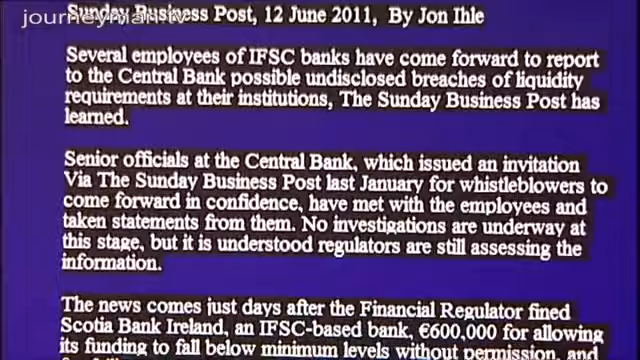 journeyman.tv
Sunday Business Post, 12 June 2011, By Jon Ihle
Several employees of IFSC banks have come forward to report
to the Central Bank possible undisclosed breaches of liquidity
requirements at their institutions, The Sunday Business Post has
learned.
Senior officials at the Central Bank, which issued an invitation
Via The Sunday Business Post last January for whistleblowers to
come forward in confidence, have met with the employees and
taken statements from them. No investigations are underway at
this stage, but it is understood regulators are still assessing the
information.
The news comes just days after the Financial Regulator fined
Scotia Bank Ireland, an IFSC-based bank, €600,000 for allowing
its funding to fall below minimum levels without permission, and